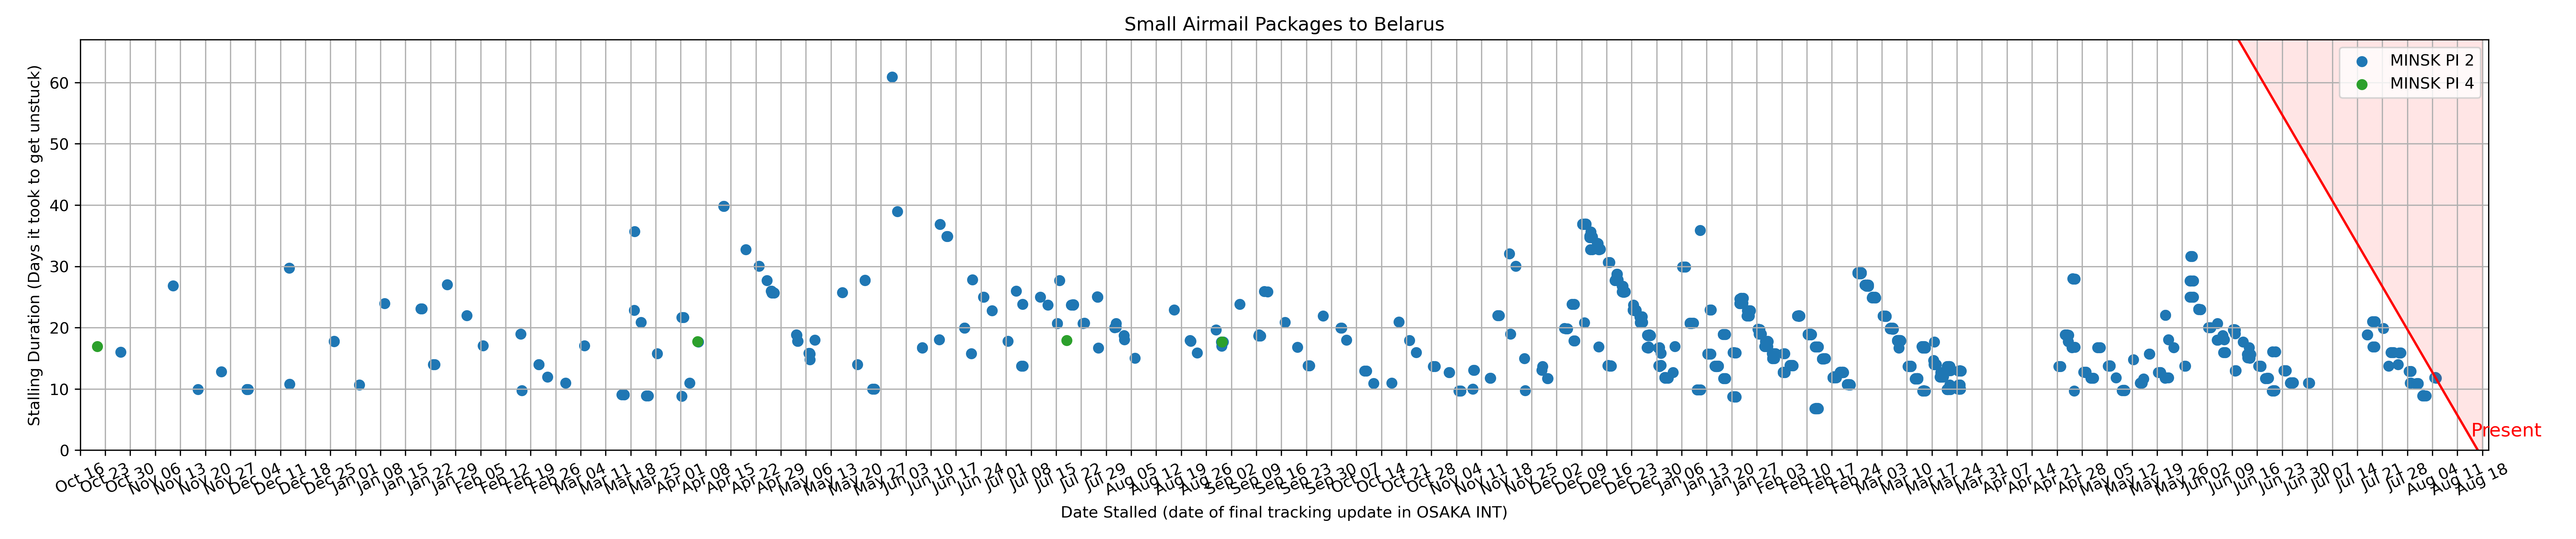 Small Airmail Packages to Belarus
Stalling Duration (Days it took to get unstuck)
60
50
40
30
20
10
0
MINSK PI 2
MINSK PI 4
Present
Oct 16
Oct 23
Oct 30
Nov 06
Nov 13
Nov 20
Nov 27
Dec 04
Dec 11
Dec 18
Dec 25
Jan 01
Jan 08
Jan 15
Jan 22
Jan 29
Feb 05
Feb 12
Feb 19
Feb 26
Mar 04
Mar 11
Mar 18
Mar 25
Apr 01
Apr 08
Apr 15
Apr 22
Apr 29
May 06
May 13
May 20
May 27
Jun 03
Jun 10
Jun 17
Jun 24
Jul 01
Jul 08
Jul 15
Jul 22
Jul 29
Aug 05
Aug 12
Aug 19
Aug 26
Sep 02
Sep 09
Sep 16
Sep 23
Sep 30
Oct 07
Oct 14
Oct 21
Oct 28
Nov 04
Nov 11
Nov 18
Nov 25
Dec 02
Dec 09
Dec 16
Dec 23
Dec 30
Jan 06
Jan 13
Jan 20
Jan 27
Feb 03
Feb 10
Feb 17
Feb 24
Mar 03
Mar 10
Mar 17
Mar 24
Mar 31
Apr 07
Apr 14
Apr 21
Apr 28
May 05
May 12
May 19
May 26
Jun 02
Jun 09
Jun 16
Jun 23
Jun 30
Jul 07
Jul 14
Jul 21
Jul 28
Aug 04
Aug 11
Aug 18
Date Stalled (date of final tracking update in OSAKA INT)